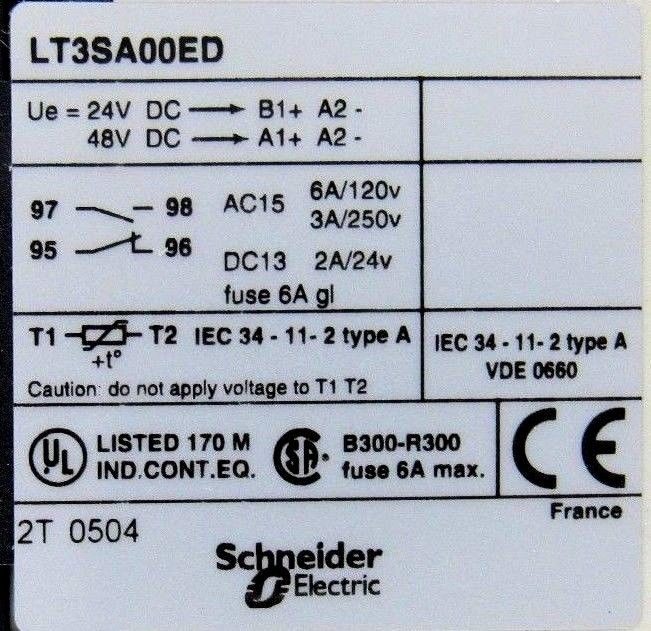 LT3SA00ED
Ue = 24V DC → B1+ A2 -
48V DC → A1+ A2 -
97 98 AC15 6A/120v
3A/250v
95 96
DC13 2A/24v
fuse 6A gl
T1 T2 IEC 34 - 11- 2 type A
+t°
Caution: do not apply voltage to T1 T2
IEC 34 - 11- 2 type A
VDE 0660
UL LISTED 170 M
IND.CONT.EQ.
SA B300-R300
fuse 6A max.
CE
France
2T 0504
Schneider
Electric